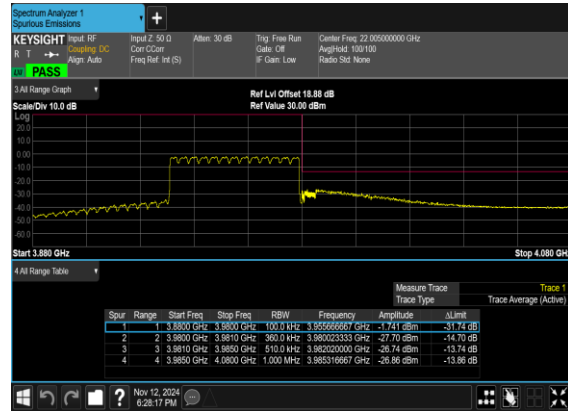 Spectrum Analyzer 1
Spurious Emissions
KEYSIGHT Input: RF Input Z: 50 Ω Atten: 30 dB Trig: Free Run Center Freq: 22.005000000 GHz
R T Coupling: DC Corr CCorr Gate: Off Avg|Hold: 100/100
Align: Auto Freq Ref: Int (S) IF Gain: Low Radio Std: None
PASS
3 All Range Graph
Ref Lvl Offset 18.88 dB
Scale/Div 10.0 dB Ref Value 30.00 dBm
Log
20.0
10.0
0.00
-10.0
-20.0
-30.0
-40.0
-50.0
-60.0
Start 3.880 GHz Stop 4.080 GHz
4 All Range Table
Measure Trace Trace 1
Trace Type Trace Average (Active)
Spur Range Start Freq Stop Freq RBW Frequency Amplitude ΔLimit
1 1 3.8800 GHz 3.9800 GHz 100.0 kHz 3.955666667 GHz -1.741 dBm -31.74 dB
2 2 3.9800 GHz 3.9810 GHz 360.0 kHz 3.980023333 GHz -27.70 dBm -14.70 dB
3 3 3.9810 GHz 3.9850 GHz 510.0 kHz 3.982020000 GHz -26.74 dBm -13.74 dB
4 4 3.9850 GHz 4.0800 GHz 1.000 MHz 3.985316667 GHz -26.86 dBm -13.86 dB
? Nov 12, 2024
6:28:17 PM